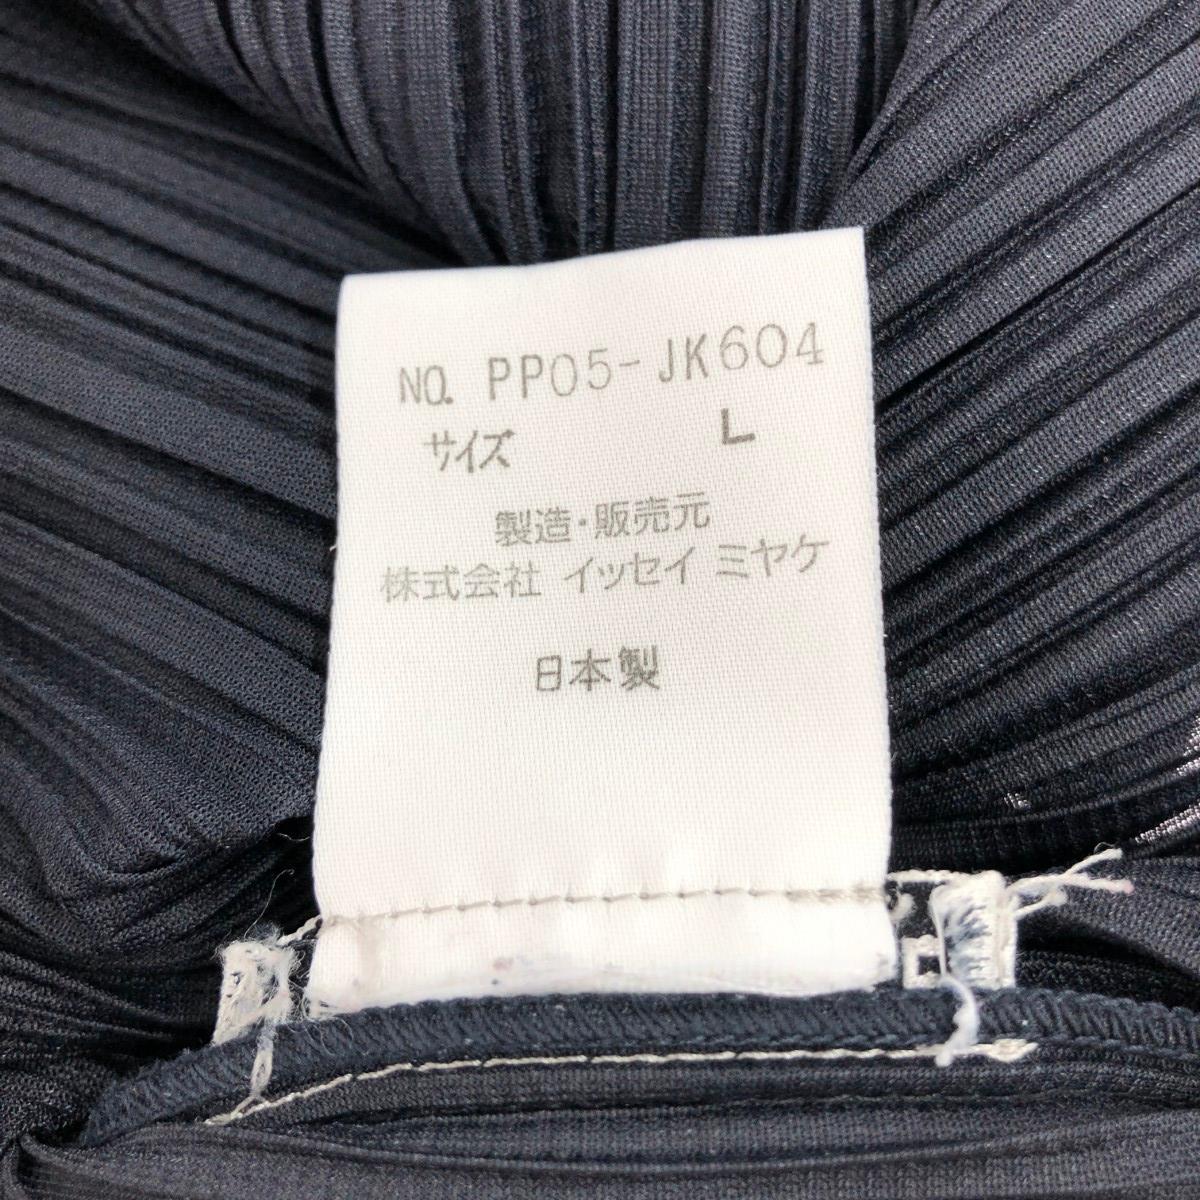 NO. PP05-JK604
サイズ L
製造・販売元
株式会社 イッセイ ミヤケ
日本製